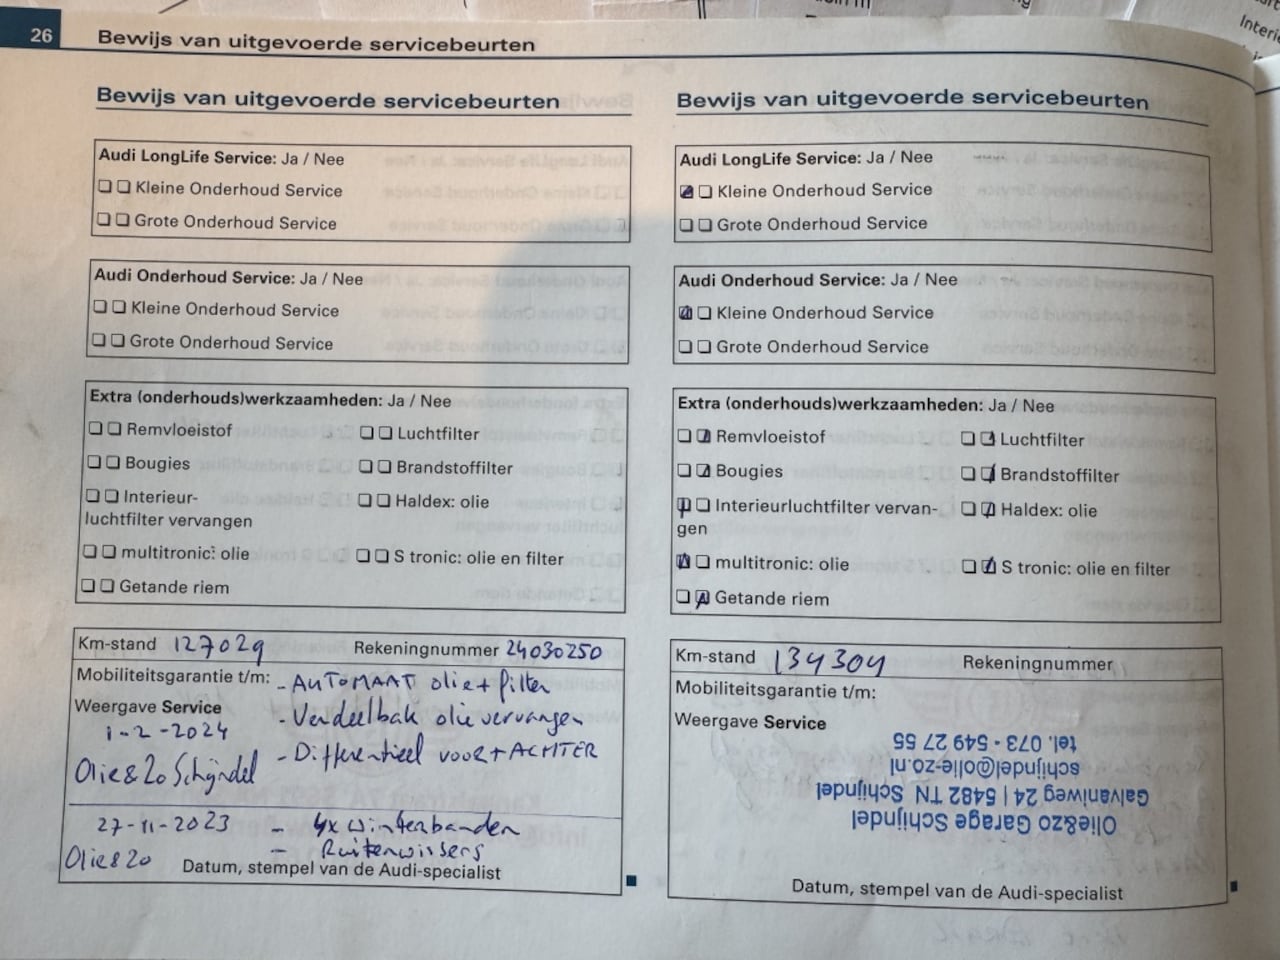 26 Bewijs van uitgevoerde servicebeurten
Bewijs van uitgevoerde servicebeurten
Audi LongLife Service: Ja / Nee
Kleine Onderhoud Service
Grote Onderhoud Service
Audi Onderhoud Service: Ja / Nee
Kleine Onderhoud Service
Grote Onderhoud Service
Extra (onderhouds)werkzaamheden: Ja / Nee
Remvloeistof Luchtfilter
Bougies Brandstoffilter
Interieur- Haldex: olie
luchtfilter vervangen
multitronic: olie S tronic: olie en filter
Getande riem
Km-stand 127029 Rekeningnummer 24030250
Mobiliteitsgarantie t/m: - AUTOMAAT olie + filter
Weergave Service - Verdeelbak olie vervangen
1-2-2024
Olie&Zo Schijndel - Differentieel voor + ACHTER
27-11-2023 - 4x winterbanden
- Ruitenwissers
Olie&Zo Datum, stempel van de Audi-specialist
Bewijs van uitgevoerde servicebeurten
Audi LongLife Service: Ja / Nee
Kleine Onderhoud Service
Grote Onderhoud Service
Audi Onderhoud Service: Ja / Nee
Kleine Onderhoud Service
Grote Onderhoud Service
Extra (onderhouds)werkzaamheden: Ja / Nee
Remvloeistof Luchtfilter
Bougies Brandstoffilter
Interieurluchtfilter vervan- Haldex: olie
gen
multitronic: olie S tronic: olie en filter
Getande riem
Km-stand 134304 Rekeningnummer
Mobiliteitsgarantie t/m:
Weergave Service
Olie&zo Garage Schijndel
Galvaniweg 24 | 5482 TN Schijndel
schijndel@olie-zo.nl
tel. 073 - 549 27 55
Datum, stempel van de Audi-specialist